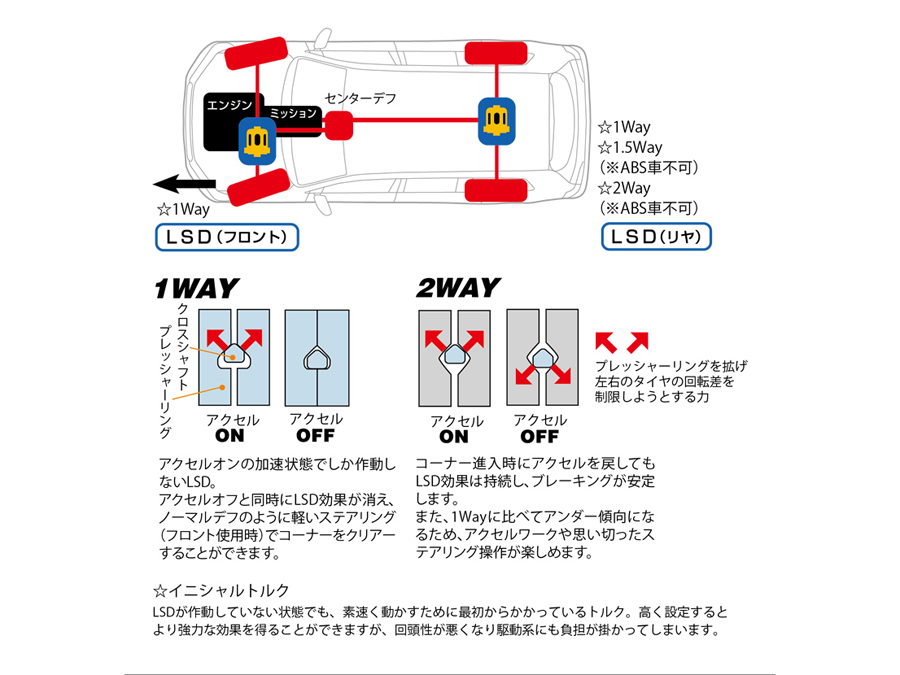 センターデフ
エンジン
ミッション
☆1Way
☆1.5Way
(※ABS車不可)
☆2Way
(※ABS車不可)
☆1Way
LSD(フロント)
LSD(リヤ)
1WAY
クロスシャフト
プレッシャーリング
アクセル
ON
アクセル
OFF
2WAY
アクセル
ON
アクセル
OFF
プレッシャーリングを拡げ
左右のタイヤの回転差を
制限しようとする力
アクセルオンの加速状態でしか作動し
ないLSD。
アクセルオフと同時にLSD効果が消え、
ノーマルデフのように軽いステアリング
(フロント使用時)でコーナーをクリアー
することができます。
コーナー進入時にアクセルを戻しても
LSD効果は持続し、ブレーキングが安定
します。
また、1Wayに比べてアンダー傾向にな
るため、アクセルワークや思い切ったス
テアリング操作が楽しめます。
☆イニシャルトルク
LSDが作動していない状態でも、素速く動かすために最初からかかっているトルク。高く設定すると
より強力な効果を得ることができますが、回頭性が悪くなり駆動系にも負担が掛かってしまいます。